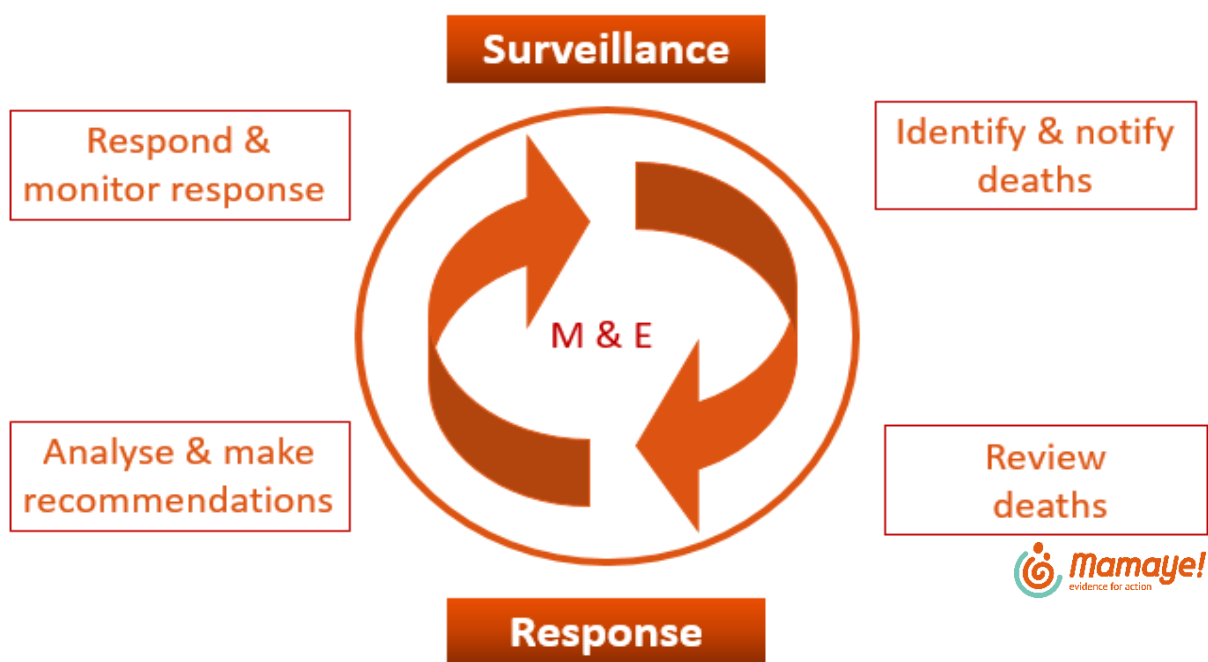 Surveillance
Respond &
monitor response
Identify & notify
deaths
M & E
Analyse & make
recommendations
Review
deaths
mamaye!
evidence for action
Response